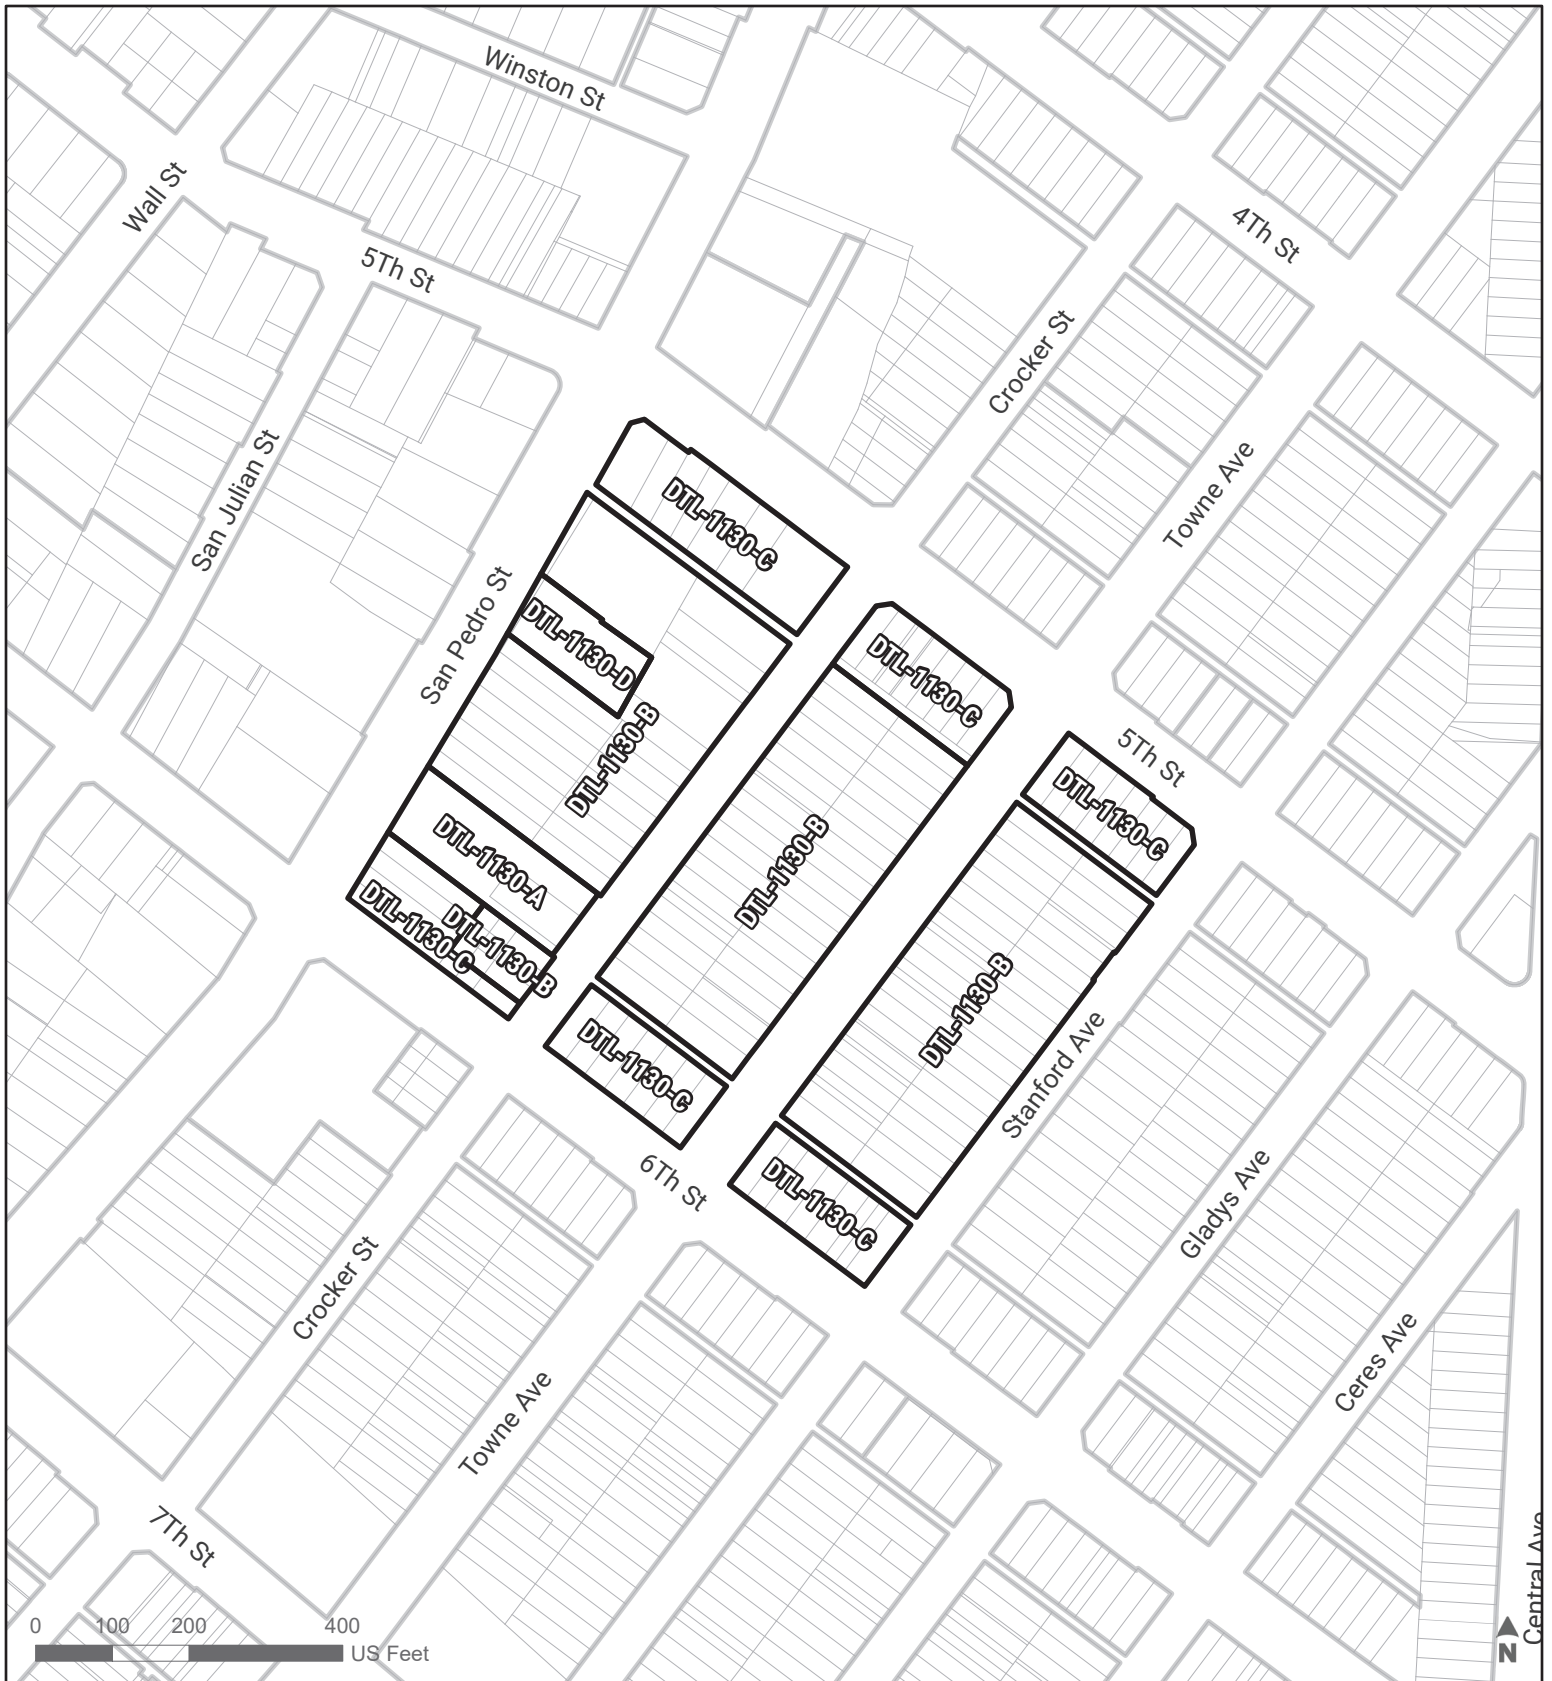 Winston St
Wall St
4Th St
5Th St
Crocker St
San Julian St
Towne Ave
DTL-1130-C
San Pedro St
DTL-1130-D
DTL-1130-C
DTL-1130-B
5Th St
DTL-1130-C
DTL-1130-A
DTL-1130-B
DTL-1130-C
DTL-1130-B
DTL-1130-B
Stanford Ave
DTL-1130-C
6Th St
DTL-1130-C
Gladys Ave
Crocker St
Ceres Ave
Towne Ave
7Th St
Central Ave
0 100 200 400
US Feet
N